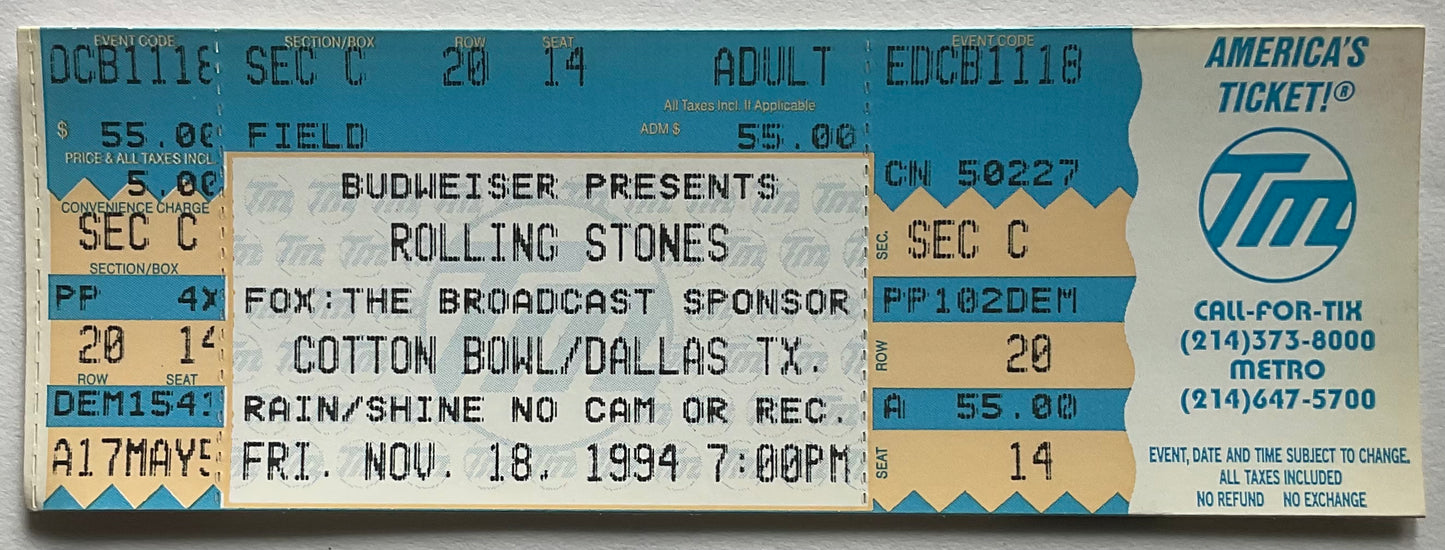 EVENT CODE
DCB1118
$ 55.00
PRICE & ALL TAXES INCL
5.00
CONVENIENCE CHARGE
SEC C
SECTION/BOX
PP 4X
20 14
ROW SEAT
DEM1541
A17MAY5
SECTION/BOX ROW SEAT
SEC C 20 14 ADULT
All Taxes Incl. If Applicable
FIELD ADM $ 55.00
BUDWEISER PRESENTS
ROLLING STONES
FOX:THE BROADCAST SPONSOR
COTTON BOWL/DALLAS TX.
RAIN/SHINE NO CAM OR REC.
FRI. NOV. 18, 1994 7:00PM
EVENT CODE
EDCB1118
CN 50227
SEC. SEC C
PP102DEM
ROW 20
A 55.00
SEAT 14
AMERICA'S
TICKET!®
Tm
CALL-FOR-TIX
(214)373-8000
METRO
(214)647-5700
EVENT, DATE AND TIME SUBJECT TO CHANGE.
ALL TAXES INCLUDED
NO REFUND NO EXCHANGE